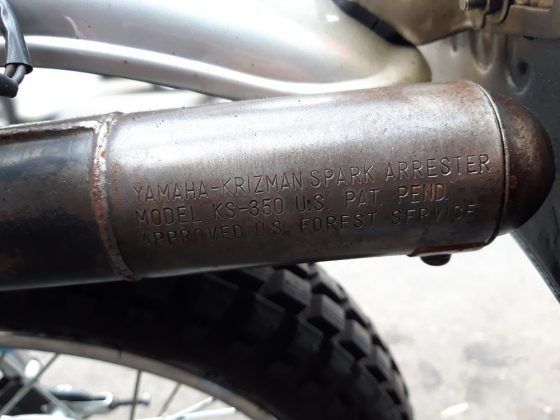 YAMAHA-KRIZMAN SPARK ARRESTER
MODEL KS-350 U.S. PAT. PEND.
APPROVED U.S. FOREST SERVICE